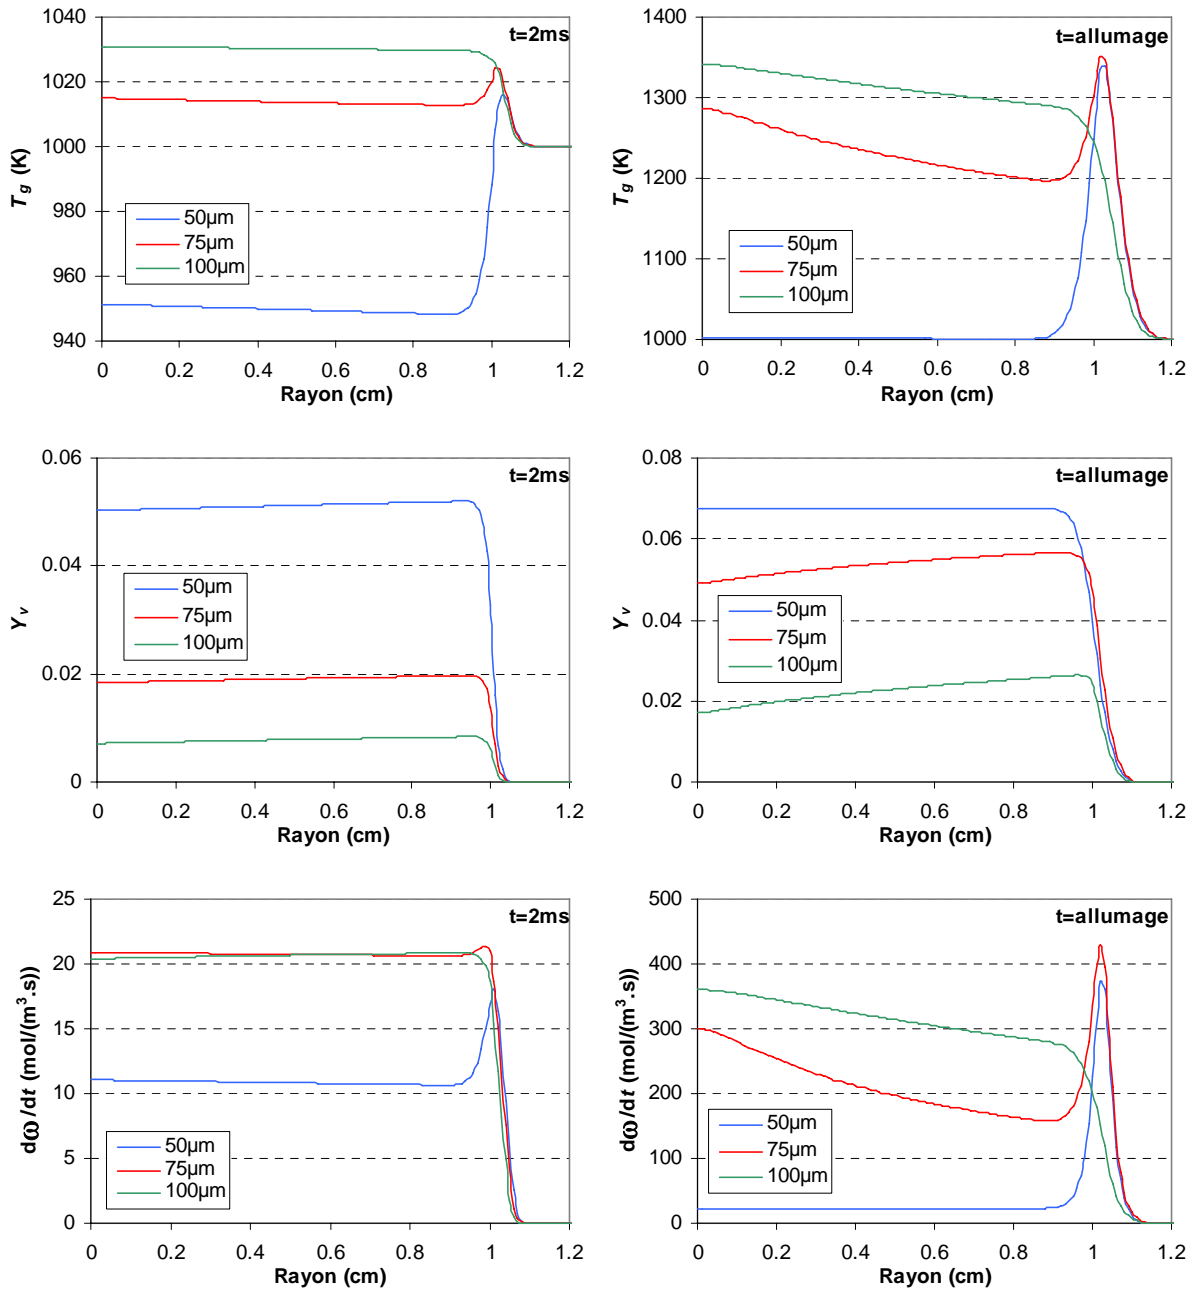 1040
1020
1000
980
960
940
T_g (K)
t=2ms
50µm
75µm
100µm
0 0.2 0.4 0.6 0.8 1 1.2
Rayon (cm)
1400
1300
1200
1100
1000
T_g (K)
t=allumage
50µm
75µm
100µm
0 0.2 0.4 0.6 0.8 1 1.2
Rayon (cm)
0.06
0.04
0.02
0
Y_v
t=2ms
50µm
75µm
100µm
0 0.2 0.4 0.6 0.8 1 1.2
Rayon (cm)
0.08
0.06
0.04
0.02
0
Y_v
t=allumage
50µm
75µm
100µm
0 0.2 0.4 0.6 0.8 1 1.2
Rayon (cm)
25
20
15
10
5
0
dω/dt (mol/(m³.s))
t=2ms
50µm
75µm
100µm
0 0.2 0.4 0.6 0.8 1 1.2
Rayon (cm)
500
400
300
200
100
0
dω/dt (mol/(m³.s))
t=allumage
50µm
75µm
100µm
0 0.2 0.4 0.6 0.8 1 1.2
Rayon (cm)